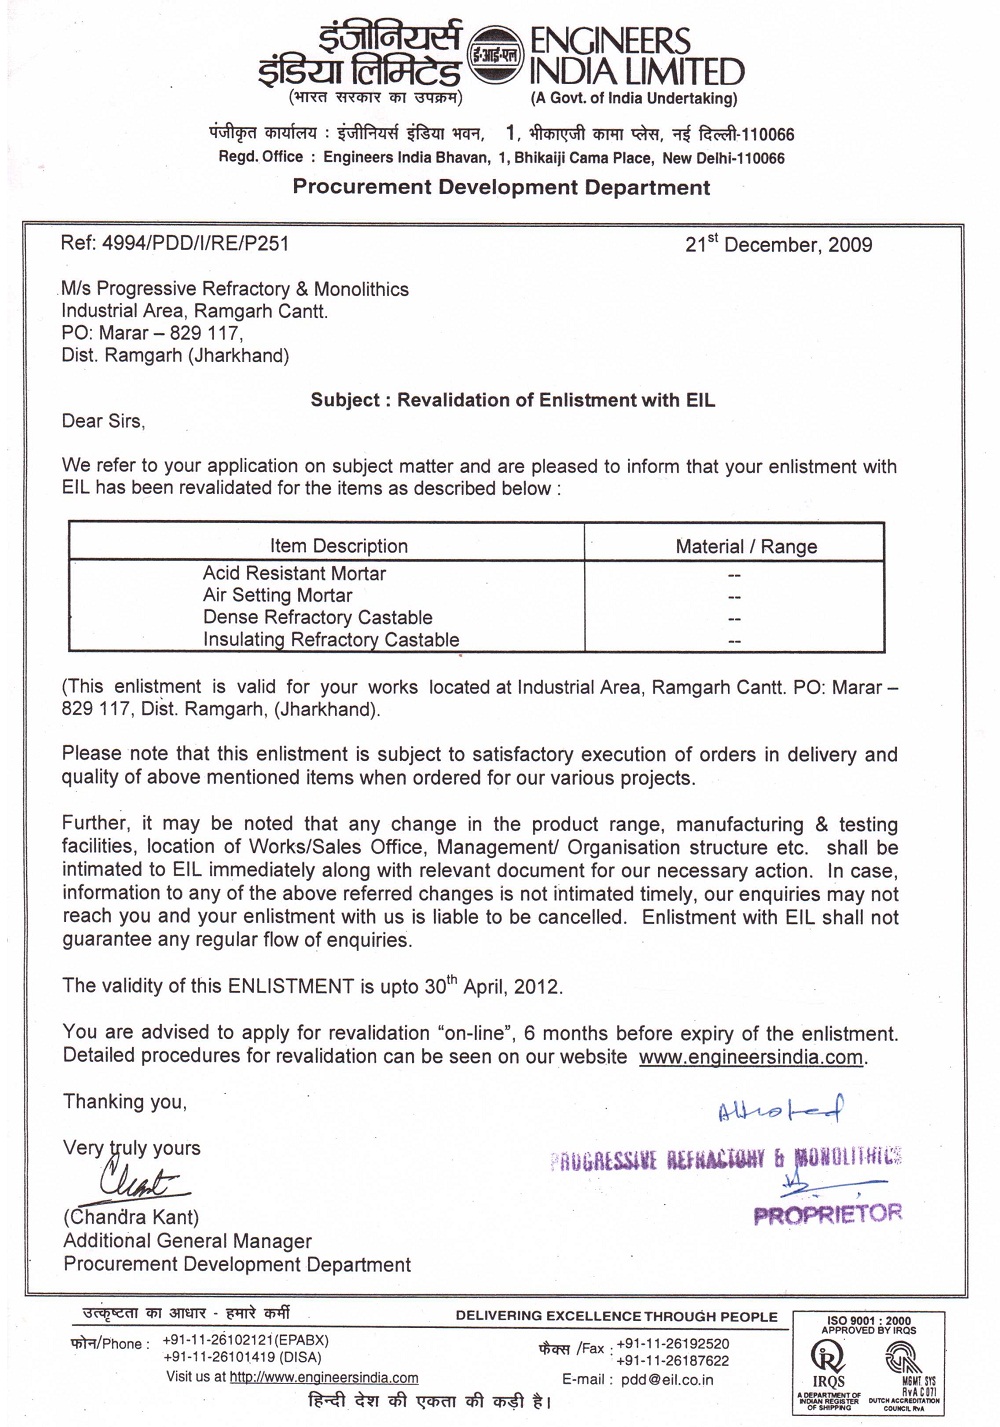 इंजीनियर्स
इंडिया लिमिटेड
(भारत सरकार का उपक्रम)
ई·आई·एल
ENGINEERS
INDIA LIMITED
(A Govt. of India Undertaking)
पंजीकृत कार्यालय : इंजीनियर्स इंडिया भवन, 1, भीकाएजी कामा प्लेस, नई दिल्ली-110066
Regd. Office : Engineers India Bhavan, 1, Bhikaiji Cama Place, New Delhi-110066
Procurement Development Department
Ref: 4994/PDD/I/RE/P251 21st December, 2009
M/s Progressive Refractory & Monolithics
Industrial Area, Ramgarh Cantt.
PO: Marar – 829 117,
Dist. Ramgarh (Jharkhand)
Subject : Revalidation of Enlistment with EIL
Dear Sirs,
We refer to your application on subject matter and are pleased to inform that your enlistment with
EIL has been revalidated for the items as described below :
Item Description Material / Range
Acid Resistant Mortar --
Air Setting Mortar --
Dense Refractory Castable --
Insulating Refractory Castable --
(This enlistment is valid for your works located at Industrial Area, Ramgarh Cantt. PO: Marar –
829 117, Dist. Ramgarh, (Jharkhand).
Please note that this enlistment is subject to satisfactory execution of orders in delivery and
quality of above mentioned items when ordered for our various projects.
Further, it may be noted that any change in the product range, manufacturing & testing
facilities, location of Works/Sales Office, Management/ Organisation structure etc. shall be
intimated to EIL immediately along with relevant document for our necessary action. In case,
information to any of the above referred changes is not intimated timely, our enquiries may not
reach you and your enlistment with us is liable to be cancelled. Enlistment with EIL shall not
guarantee any regular flow of enquiries.
The validity of this ENLISTMENT is upto 30th April, 2012.
You are advised to apply for revalidation “on-line”, 6 months before expiry of the enlistment.
Detailed procedures for revalidation can be seen on our website www.engineersindia.com.
Thanking you,
Attested
Very truly yours
PROGRESSIVE REFRACTORY & MONOLITHICS
Chant
PROPRIETOR
(Chandra Kant)
Additional General Manager
Procurement Development Department
उत्कृष्टता का आधार - हमारे कर्मी
DELIVERING EXCELLENCE THROUGH PEOPLE
फोन/Phone : +91-11-26102121(EPABX)
+91-11-26101419 (DISA)
Visit us at http://www.engineersindia.com
फैक्स /Fax : +91-11-26192520
+91-11-26187622
E-mail : pdd@eil.co.in
हिन्दी देश की एकता की कड़ी है।
ISO 9001 : 2000
APPROVED BY IRQS
IRQS
A DEPARTMENT OF
INDIAN REGISTER
OF SHIPPING
MGMT. SYS
RvA C 071
DUTCH ACCREDITATION
COUNCIL RvA